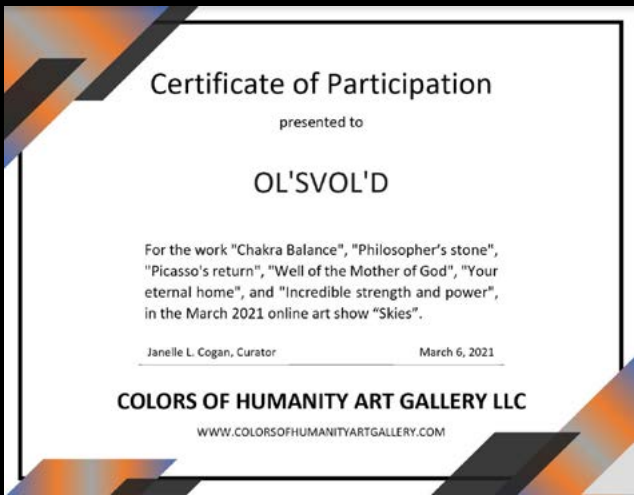 Certificate of Participation
presented to
OL'SVOL'D
For the work "Chakra Balance", "Philosopher's stone",
"Picasso's return", "Well of the Mother of God", "Your
eternal home", and "Incredible strength and power",
in the March 2021 online art show “Skies”.
Janelle L. Cogan, Curator March 6, 2021
COLORS OF HUMANITY ART GALLERY LLC
WWW.COLORSOFHUMANITYARTGALLERY.COM